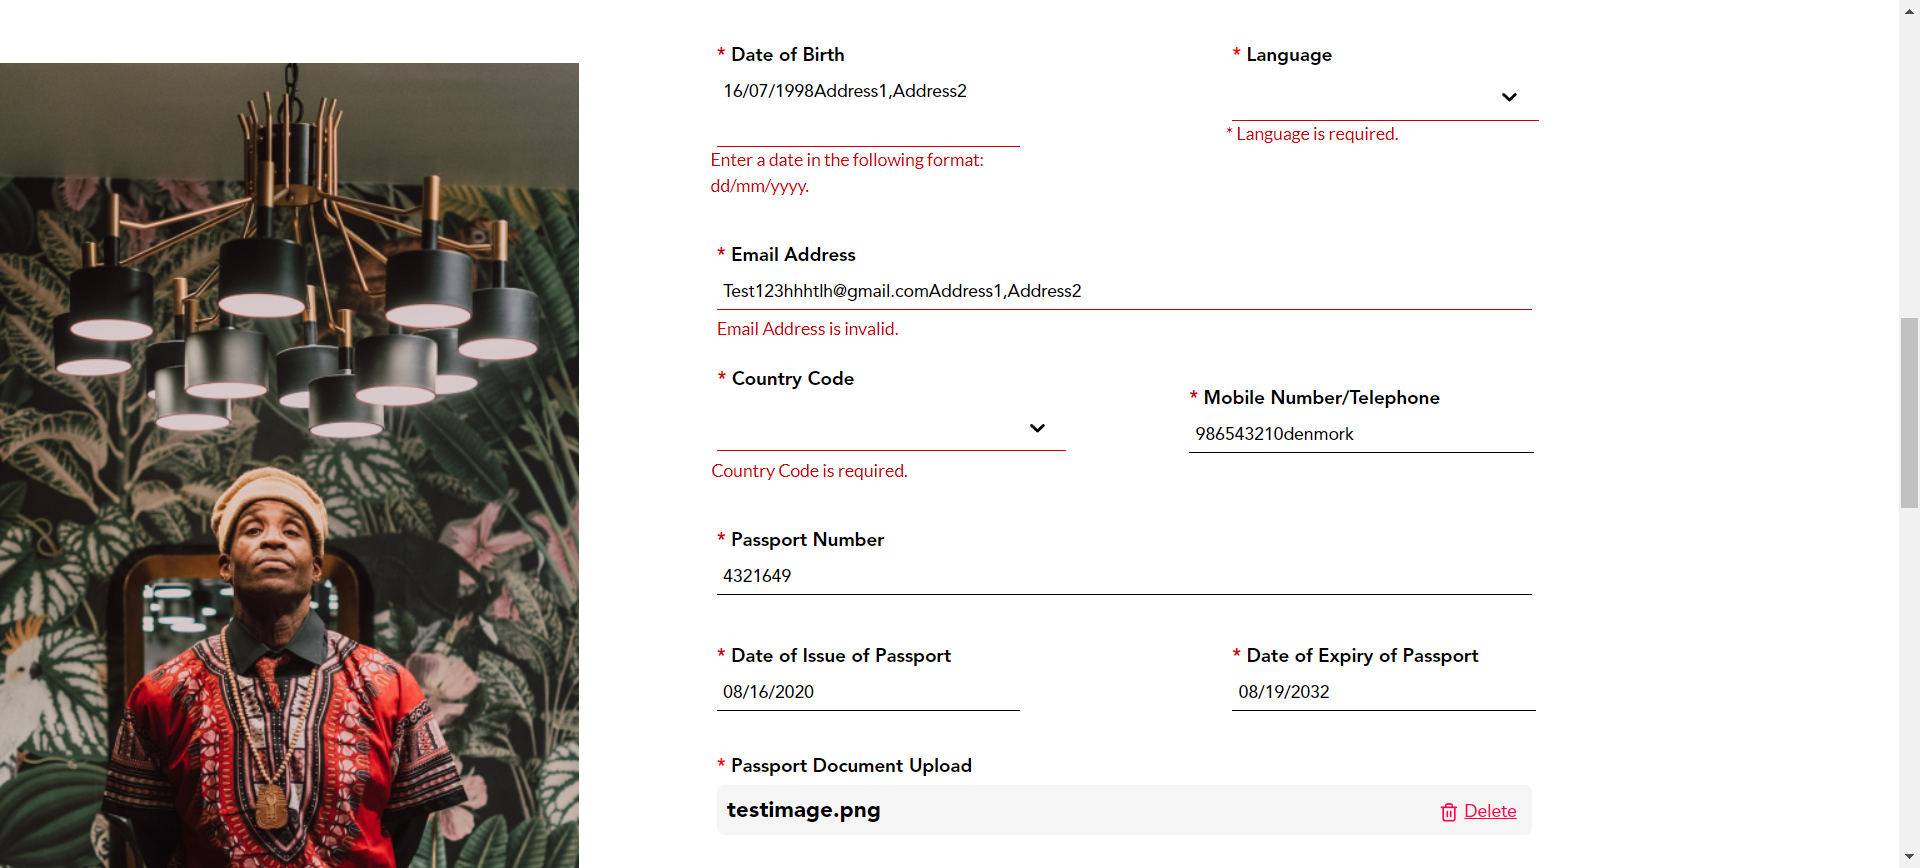 * Date of Birth
16/07/1998Address1,Address2
Enter a date in the following format:
dd/mm/yyyy.
* Language
* Language is required.
* Email Address
Test123hhhtlh@gmail.comAddress1,Address2
Email Address is invalid.
* Country Code
Country Code is required.
* Mobile Number/Telephone
986543210denmork
* Passport Number
4321649
* Date of Issue of Passport
08/16/2020
* Date of Expiry of Passport
08/19/2032
* Passport Document Upload
testimage.png
Delete